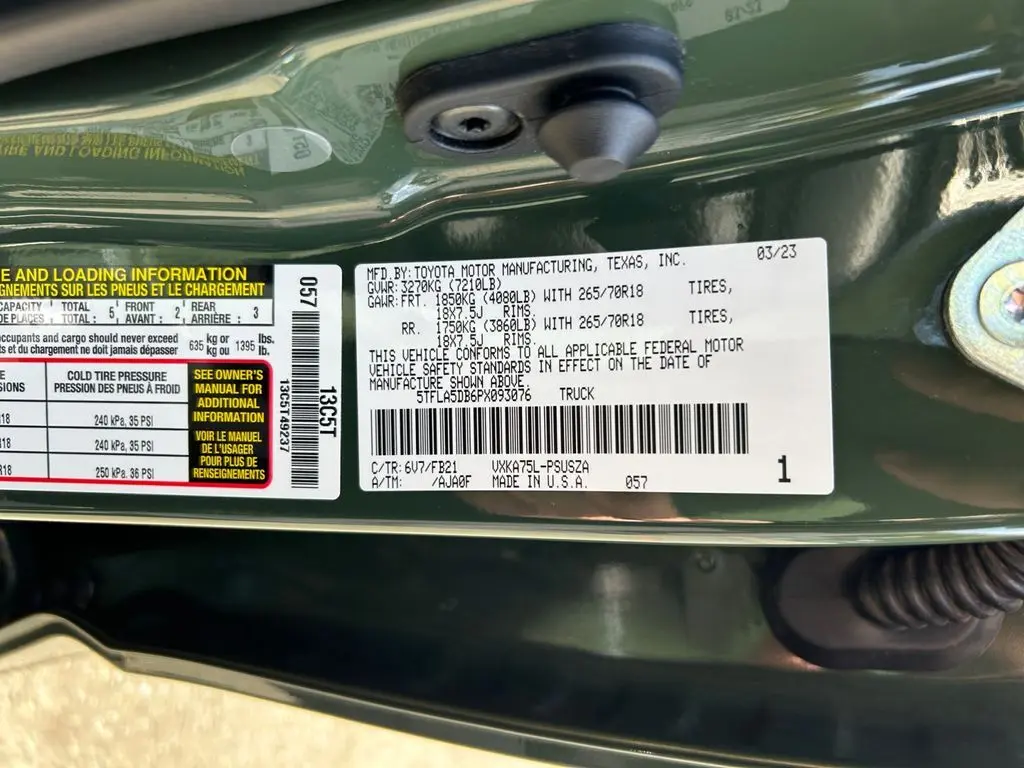 E AND LOADING INFORMATION
GNEMENTS SUR LES PNEUS ET LE CHARGEMENT
CAPACITY TOTAL : 5 FRONT : 2 REAR : 3
DE PLACES TOTAL AVANT ARRIÈRE
occupants and cargo should never exceed 635 kg or 1395 lbs.
ts et du chargement ne doit jamais dépasser kg ou lb.
E COLD TIRE PRESSURE
SIONS PRESSION DES PNEUS À FROID
R18 240 kPa, 35 PSI
R18 240 kPa, 35 PSI
R18 250 kPa, 36 PSI
SEE OWNER'S
MANUAL FOR
ADDITIONAL
INFORMATION
VOIR LE MANUEL
DE L'USAGER
POUR PLUS DE
RENSEIGNEMENTS
057
13C5T
13C5T49237
MFD.BY:TOYOTA MOTOR MANUFACTURING, TEXAS, INC. 03/23
GVWR: 3270KG (7210LB)
GAWR: FRT. 1850KG (4080LB) WITH 265/70R18 TIRES,
18X7.5J RIMS.
RR. 1750KG (3860LB) WITH 265/70R18 TIRES,
18X7.5J RIMS.
THIS VEHICLE CONFORMS TO ALL APPLICABLE FEDERAL MOTOR
VEHICLE SAFETY STANDARDS IN EFFECT ON THE DATE OF
MANUFACTURE SHOWN ABOVE.
5TFLA5DB6PX093076 TRUCK
C/TR: 6V7/FB21 VXKA75L-PSUSZA
A/TM: /AJA0F MADE IN U.S.A. 057 1